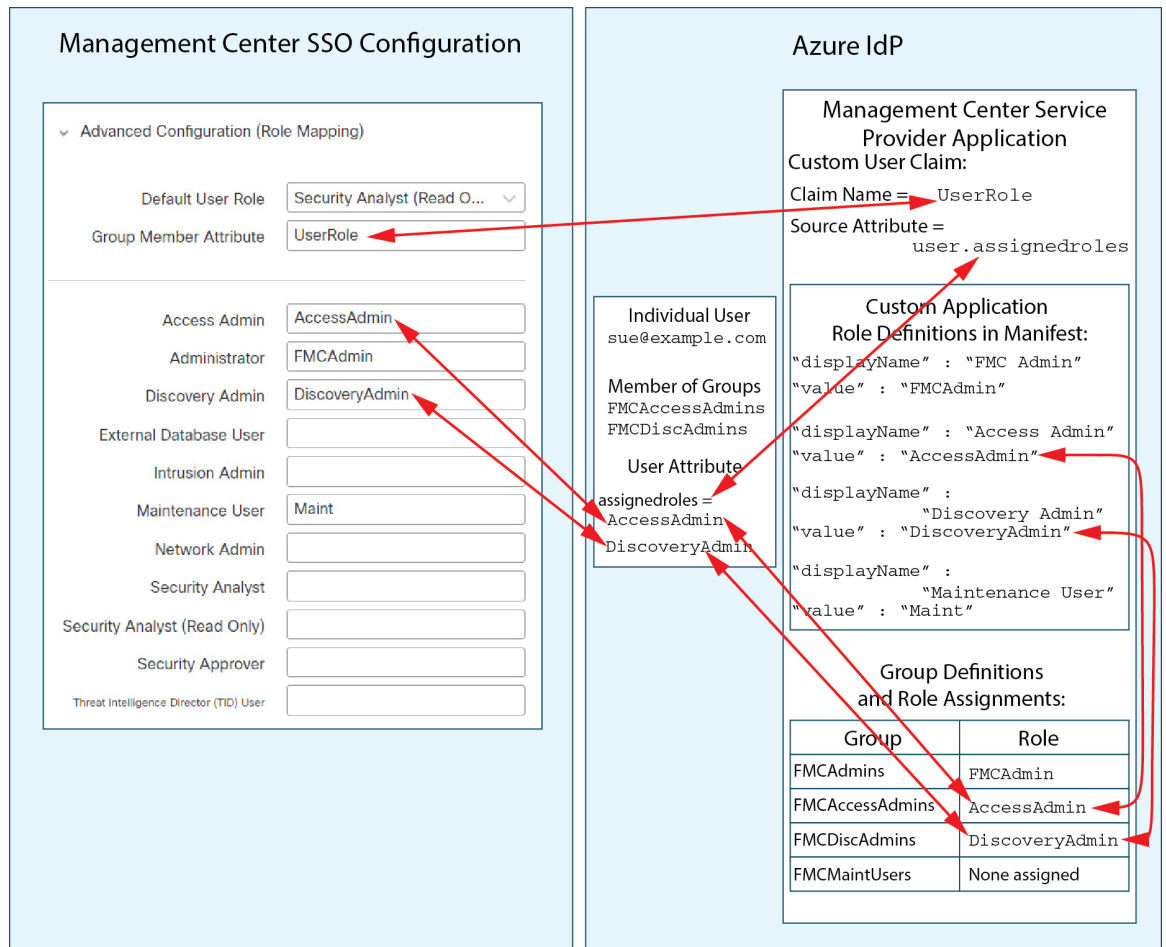 Management Center SSO Configuration
Advanced Configuration (Role Mapping)
Default User Role
Security Analyst (Read O...
Group Member Attribute
UserRole
Access Admin
AccessAdmin
Administrator
FMCAdmin
Discovery Admin
DiscoveryAdmin
External Database User
Intrusion Admin
Maintenance User
Maint
Network Admin
Security Analyst
Security Analyst (Read Only)
Security Approver
Threat Intelligence Director (TID) User
Azure IdP
Individual User
sue@example.com
Member of Groups
FMCAccessAdmins
FMCDiscAdmins
User Attribute
assignedroles =
AccessAdmin
DiscoveryAdmin
Management Center Service
Provider Application
Custom User Claim:
Claim Name = UserRole
Source Attribute =
user.assignedroles
Custom Application
Role Definitions in Manifest:
“displayName” : “FMC Admin”
“value” : “FMCAdmin”
“displayName” : “Access Admin”
“value” : “AccessAdmin”
“displayName” :
“Discovery Admin”
“value” : “DiscoveryAdmin”
“displayName” :
“Maintenance User”
“value” : “Maint”
Group Definitions
and Role Assignments:
Group Role
FMCAdmins FMCAdmin
FMCAccessAdmins AccessAdmin
FMCDiscAdmins DiscoveryAdmin
FMCMaintUsers None assigned